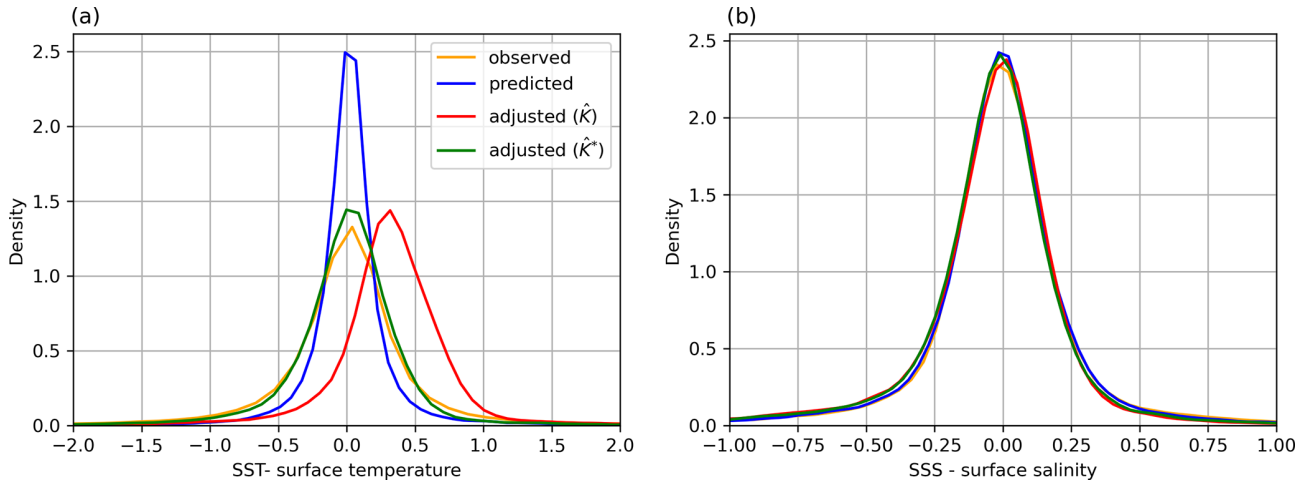 (a)
Density
2.5
2.0
1.5
1.0
0.5
0.0
−2.0 −1.5 −1.0 −0.5 0.0 0.5 1.0 1.5 2.0
SST- surface temperature
observed
predicted
adjusted (K̂)
adjusted (K̂*)
(b)
Density
2.5
2.0
1.5
1.0
0.5
0.0
−1.00 −0.75 −0.50 −0.25 0.00 0.25 0.50 0.75 1.00
SSS - surface salinity